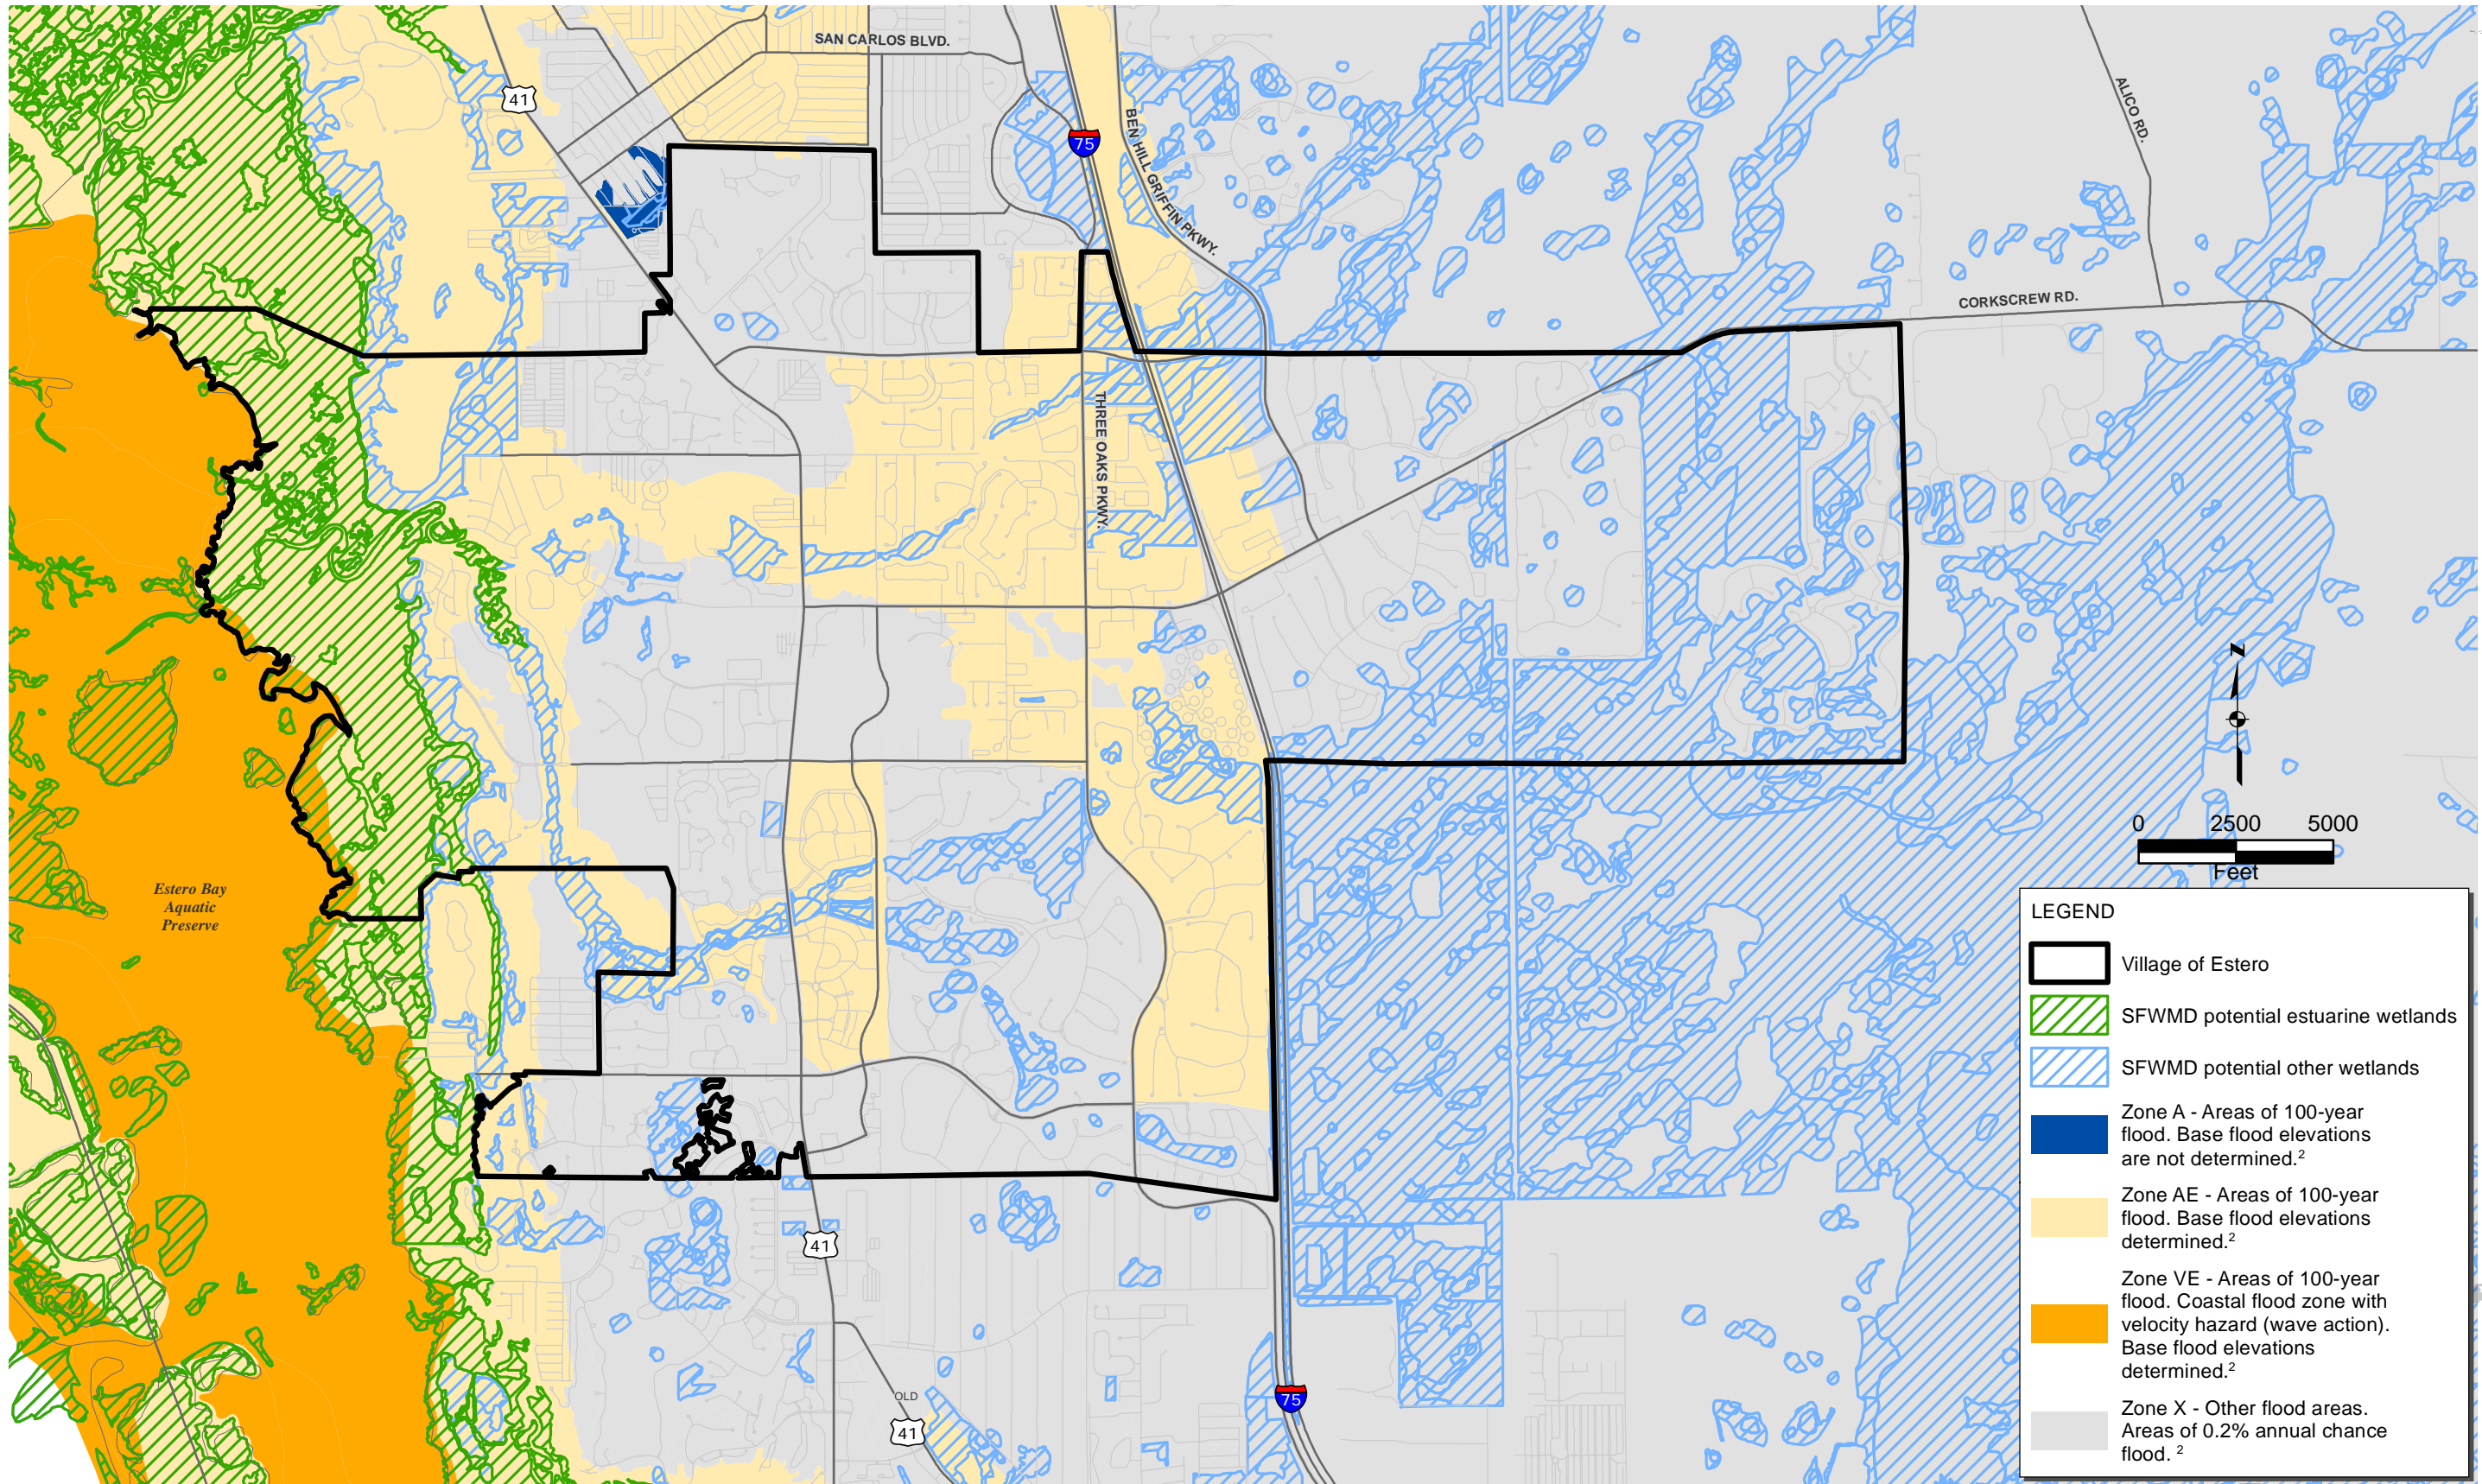 SAN CARLOS BLVD.
41
75
BEN HILL GRIFFIN PKWY.
ALICO RD.
CORKSCREW RD.
THREE OAKS PKWY.
N
0 2500 5000
Feet
Estero Bay
Aquatic
Preserve
41
OLD
41
75
LEGEND
Village of Estero
SFWMD potential estuarine wetlands
SFWMD potential other wetlands
Zone A - Areas of 100-year
flood. Base flood elevations
are not determined.²
Zone AE - Areas of 100-year
flood. Base flood elevations
determined.²
Zone VE - Areas of 100-year
flood. Coastal flood zone with
velocity hazard (wave action).
Base flood elevations
determined.²
Zone X - Other flood areas.
Areas of 0.2% annual chance
flood. ²